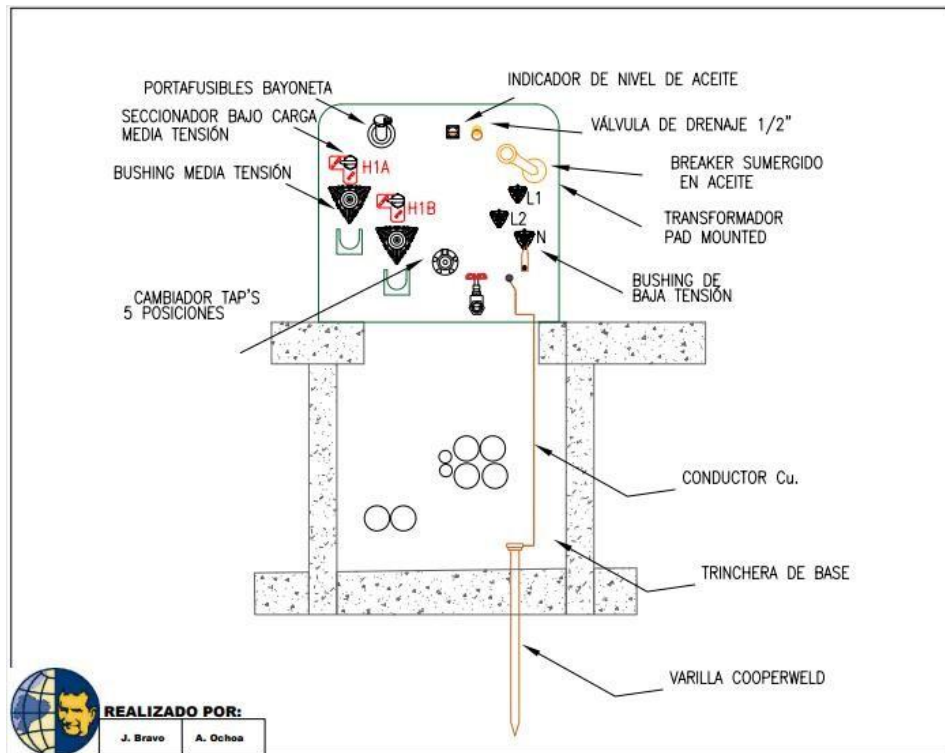 INDICADOR DE NIVEL DE ACEITE
PORTAFUSIBLES BAYONETA
SECCIONADOR BAJO CARGA
MEDIA TENSIÓN
VÁLVULA DE DRENAJE 1/2"
BUSHING MEDIA TENSIÓN
H1A
BREAKER SUMERGIDO
EN ACEITE
L1
H1B
L2
TRANSFORMADOR
PAD MOUNTED
N
BUSHING DE
BAJA TENSIÓN
CAMBIADOR TAP'S
5 POSICIONES
CONDUCTOR Cu.
TRINCHERA DE BASE
VARILLA COOPERWELD
REALIZADO POR:
J. Bravo A. Ochoa